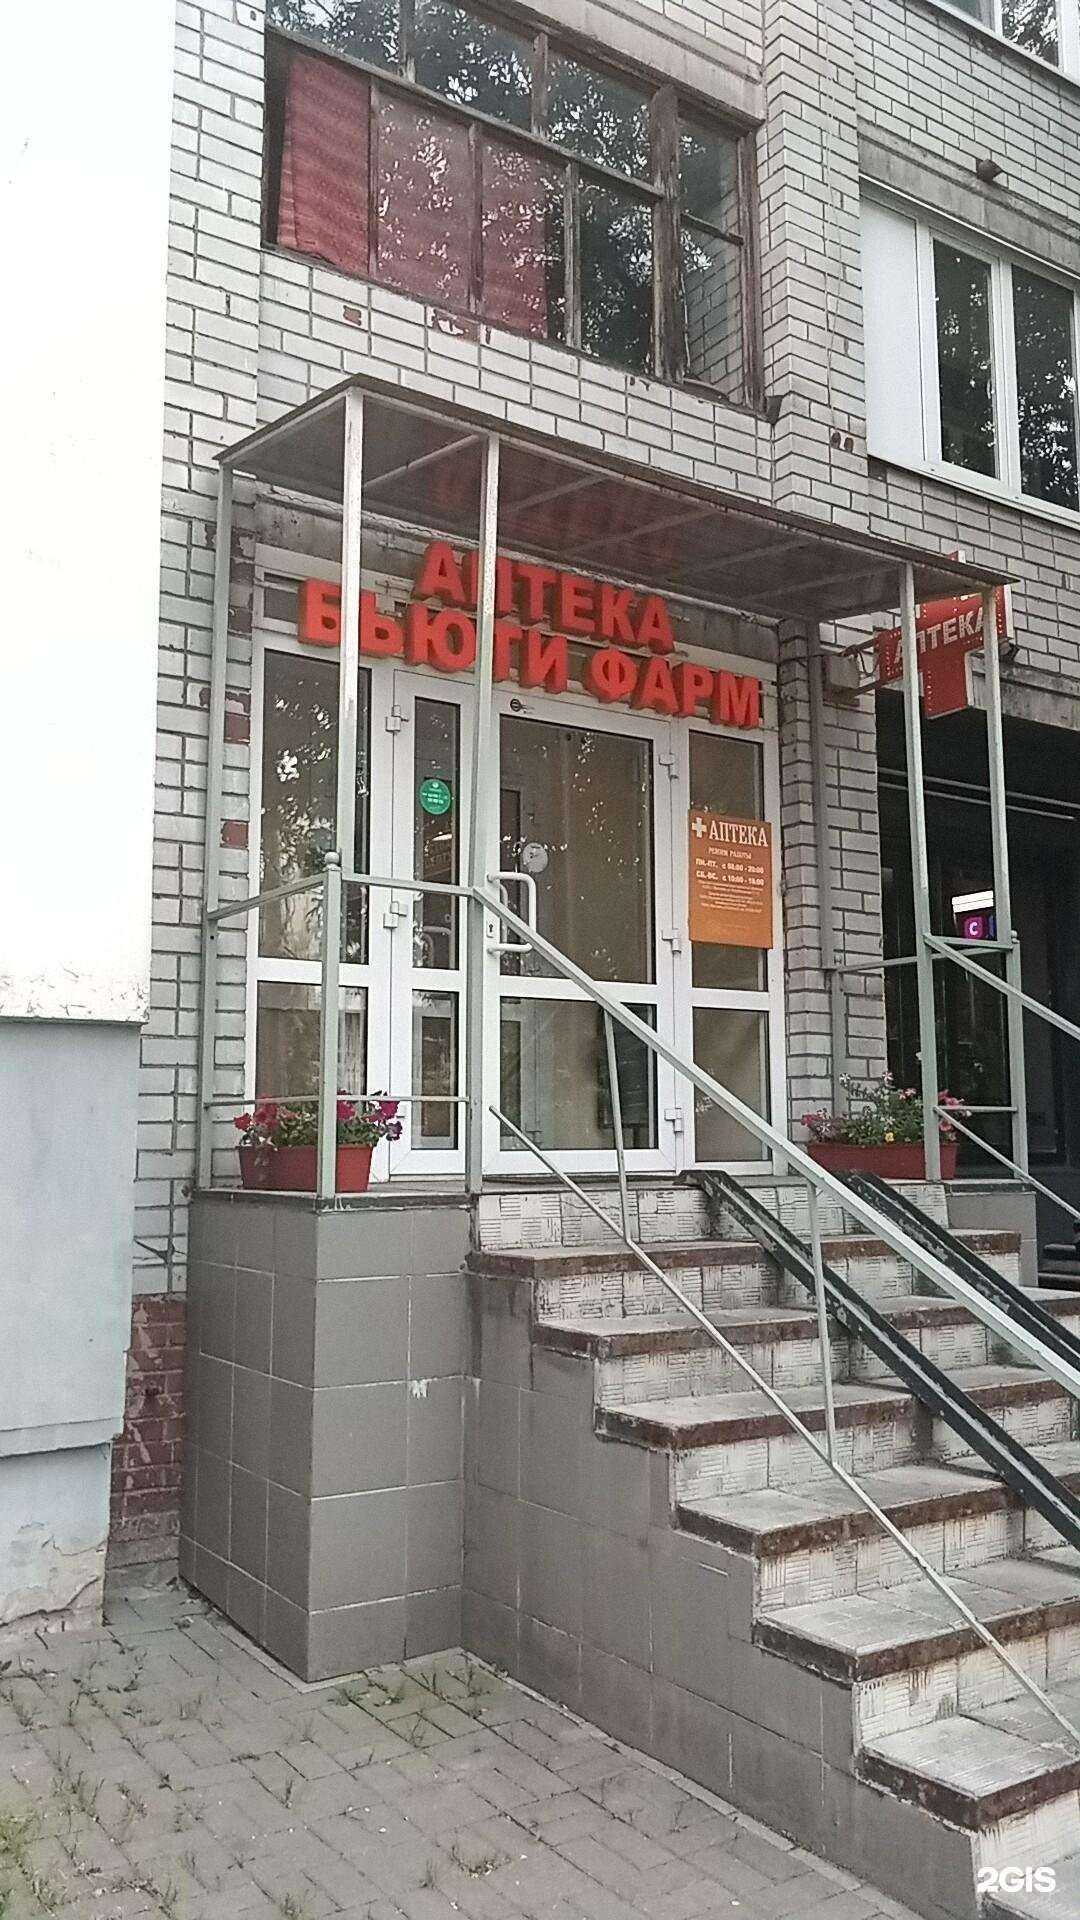 АПТЕКА
БЬЮТИ ФАРМ
АПТЕКА
АПТЕКА
РЕЖИМ РАБОТЫ
ПН.-ПТ. с 08:00 - 20:00
СБ.-ВС. с 10:00 - 18:00
С
2GIS